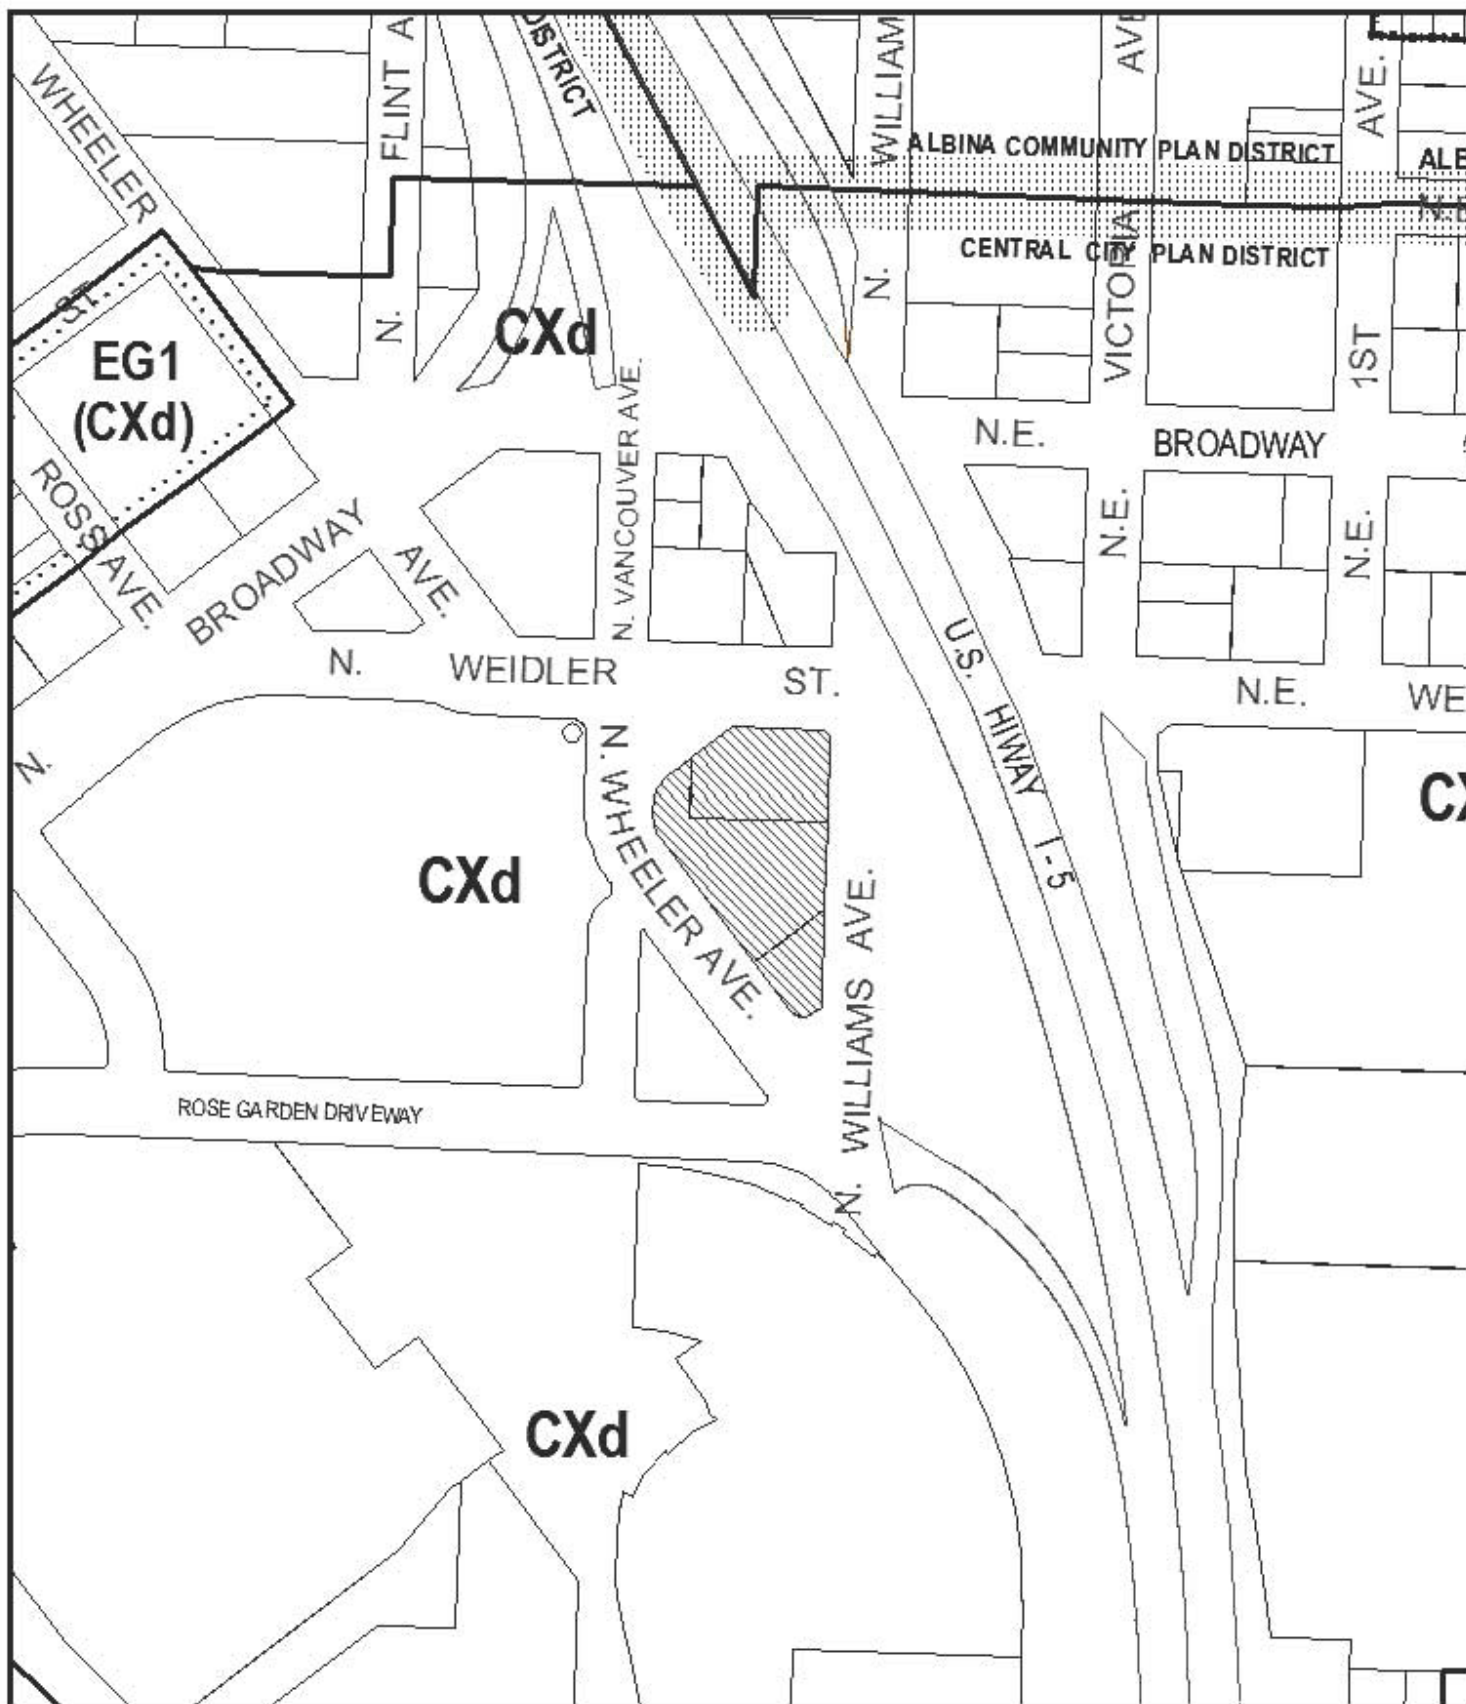 WHEELER
FLINT A
DISTRICT
WILLIAM
AVE
AVE.
ALBINA COMMUNITY PLAN DISTRICT
ALB
CENTRAL CITY PLAN DISTRICT
ST.
N.
N.
VICTORIA
1ST
EG1
(CXd)
CXd
N. VANCOUVER AVE.
N.E.
BROADWAY
ROSS AVE.
BROADWAY
AVE.
N.E.
N.E.
N.
WEIDLER
ST.
N.E.
WE
N.
N. WHEELER AVE.
U.S. HIWAY I-5
CX
CXd
N. WILLIAMS AVE.
ROSE GARDEN DRIVEWAY
CXd